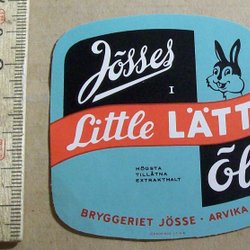 Jösses
I
Little LÄTT
Öl
HÖGSTA
TILLÅTNA
EXTRAKTHALT
BRYGGERIET JÖSSE · ARVIKA